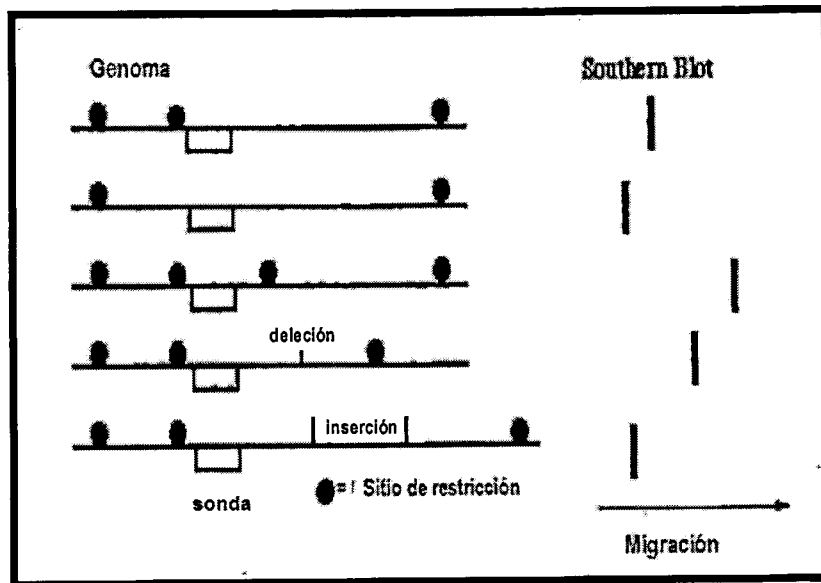 Genoma
Southern Blot
deleción
inserción
sonda
= r Sitio de restricción
Migración